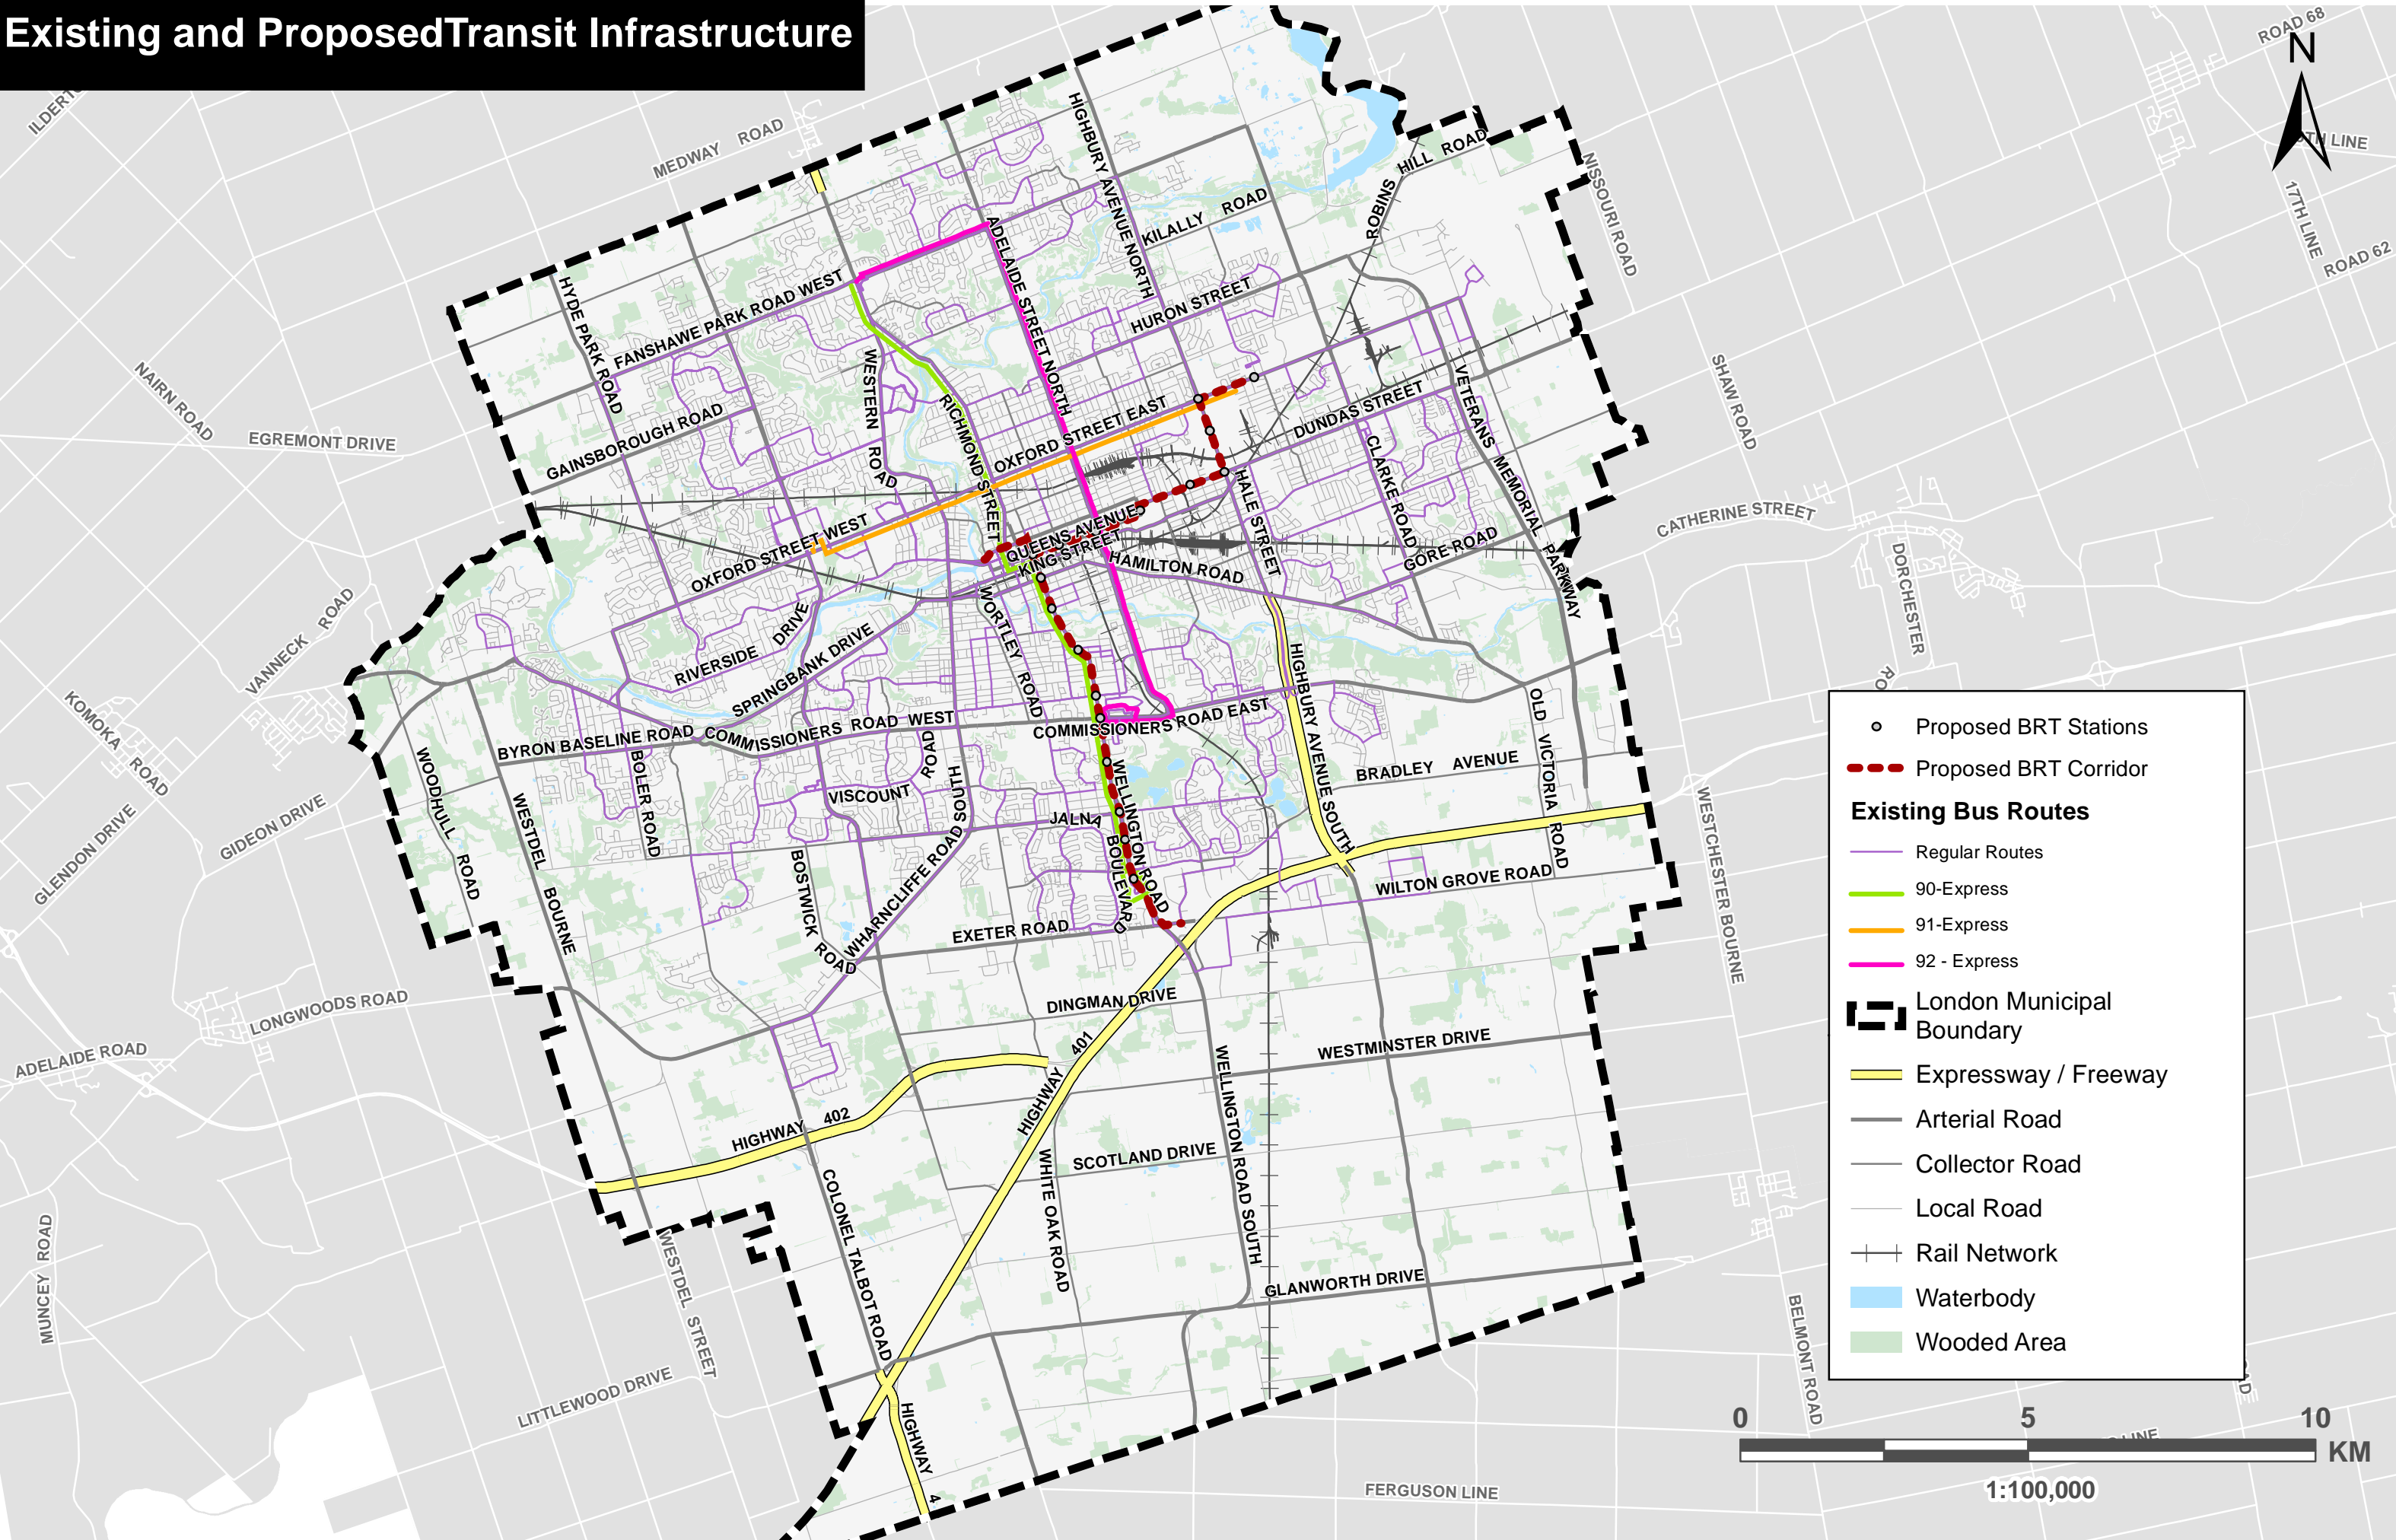 Existing and ProposedTransit Infrastructure
ROAD 68
N
MEDWAY ROAD
HIGHBURY AVENUE NORTH
ROBINS HILL ROAD
NISSOURI ROAD
17TH LINE
ROAD 62
KILALLY ROAD
ADELAIDE STREET NORTH
HYDE PARK ROAD
FANSHAWE PARK ROAD WEST
HURON STREET
NAIRN ROAD
EGREMONT DRIVE
GAINSBOROUGH ROAD
WESTERN ROAD
RICHMOND STREET
OXFORD STREET EAST
DUNDAS STREET
VETERANS MEMORIAL PARKWAY
SHAW ROAD
CLARKE ROAD
HALE STREET
CATHERINE STREET
DORCHESTER
OXFORD STREET WEST
QUEENS AVENUE
KING STREET
HAMILTON ROAD
GORE ROAD
VANNECK ROAD
RIVERSIDE DRIVE
SPRINGBANK DRIVE
WORTLEY ROAD
KOMOKA ROAD
BYRON BASELINE ROAD
COMMISSIONERS ROAD WEST
COMMISSIONERS ROAD EAST
HIGHBURY AVENUE SOUTH
OLD VICTORIA ROAD
BRADLEY AVENUE
WOODHULL ROAD
BOLER ROAD
VISCOUNT ROAD
JALNA BOULEVARD
WELLINGTON ROAD
GLENDON DRIVE
GIDEON DRIVE
WESTDEL BOURNE
BOSTWICK ROAD
WHARNCLIFFE ROAD SOUTH
WILTON GROVE ROAD
WESTCHESTER BOURNE
EXETER ROAD
LONGWOODS ROAD
DINGMAN DRIVE
ADELAIDE ROAD
HIGHWAY 401
WESTMINSTER DRIVE
HIGHWAY 402
WELLINGTON ROAD SOUTH
SCOTLAND DRIVE
WHITE OAK ROAD
COLONEL TALBOT ROAD
MUNCEY ROAD
WESTDEL STREET
GLANWORTH DRIVE
LITTLEWOOD DRIVE
HIGHWAY 4
BELMONT ROAD
FERGUSON LINE
Proposed BRT Stations
Proposed BRT Corridor
Existing Bus Routes
Regular Routes
90-Express
91-Express
92 - Express
London Municipal
Boundary
Expressway / Freeway
Arterial Road
Collector Road
Local Road
Rail Network
Waterbody
Wooded Area
0 5 10
KM
1:100,000